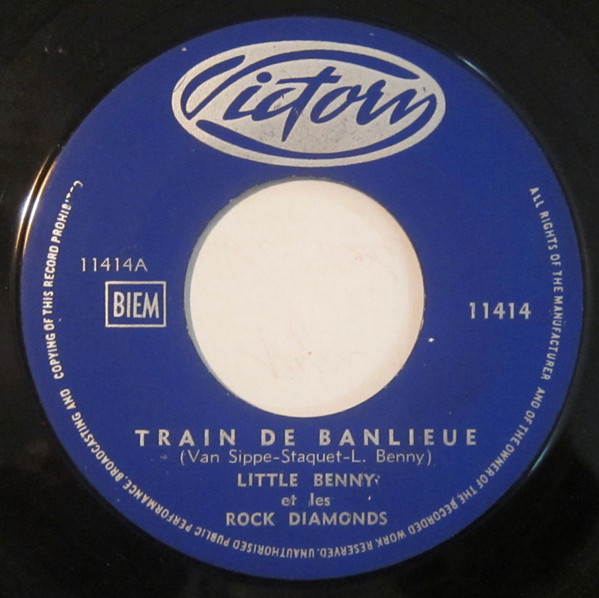 Victory
11414A
BIEM
11414
TRAIN DE BANLIEUE
(Van Sippe-Staquet-L. Benny)
LITTLE BENNY
et les
ROCK DIAMONDS
ALL RIGHTS OF THE MANUFACTURER AND OF THE OWNER OF THE RECORDED WORK RESERVED. UNAUTHORISED PUBLIC PERFORMANCE, BROADCASTING AND COPYING OF THIS RECORD PROHIBITED